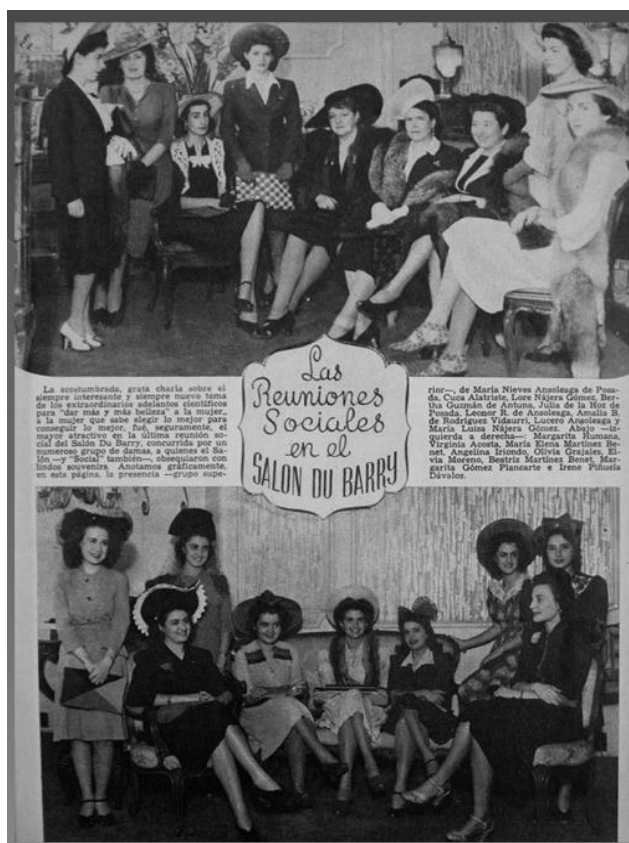 La acostumbrada, grata charla sobre el
siempre interesante y siempre nuevo tema
de los extraordinarios adelantos científicos
para "dar más y más belleza" a la mujer,
a la mujer que sabe elegir lo mejor para
conseguir lo mejor, fué, seguramente, el
mayor atractivo en la última reunión so-
cial del Salón Du Barry, concurrida por un
numeroso grupo de damas, a quienes el Sa-
lón —y "Social" también—, obsequiaron con
lindos souvenirs. Anotamos gráficamente,
en esta página, la presencia —grupo supe-
Las
Reuniones
Sociales
en el
SALON DU BARRY
rior—, de María Nieves Ansoleaga de Posa-
da, Cuca Alatriste, Lore Nájera Gómez, Ber-
tha Guzmán de Antuna, Julia de la Hoz de
Posada, Leonor R. de Ansoleaga, Amalia B.
de Rodríguez Vidaurri, Lucero Ansoleaga y
María Luisa Nájera Gómez. Abajo —iz-
quierda a derecha—: Margarita Humana,
Virginia Acosta, María Elena Martínez Be-
net, Angelina Iriondo, Olivia Grajales, El-
via Moreno, Beatriz Martínez Benet, Mar-
garita Gómez Plancarte e Irene Piñuela
Dávalos.